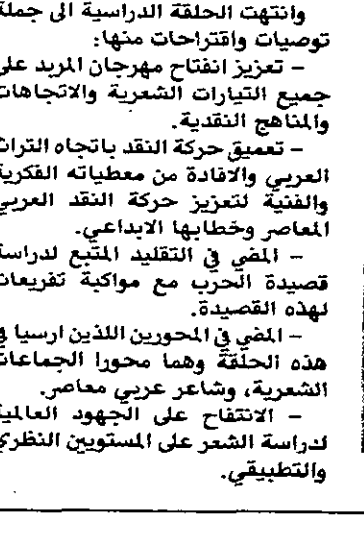 وانتهت الحلقة الدراسية الى جملة
توصيات واقتراحات منها:
- تعزيز انفتاح مهرجان المربد على
جميع التيارات الشعرية والاتجاهات
والمناهج النقدية.
- تعميق حركة النقد باتجاه التراث
العربي والافادة من معطياته الفكرية
والفنية لتعزيز حركة النقد العربي
المعاصر وخطابها الابداعي.
- المضي في التقليد المتبع لدراسة
قصيدة الحرب مع مواكبة تفريعات
لهذه القصيدة.
- المضي في المحورين اللذين ارسيا في
هذه الحلقة وهما محورا الجماعات
الشعرية، وشاعر عربي معاصر.
- الانتفاح على الجهود العالمية
لدراسة الشعر على المستويين النظري
والتطبيقي.